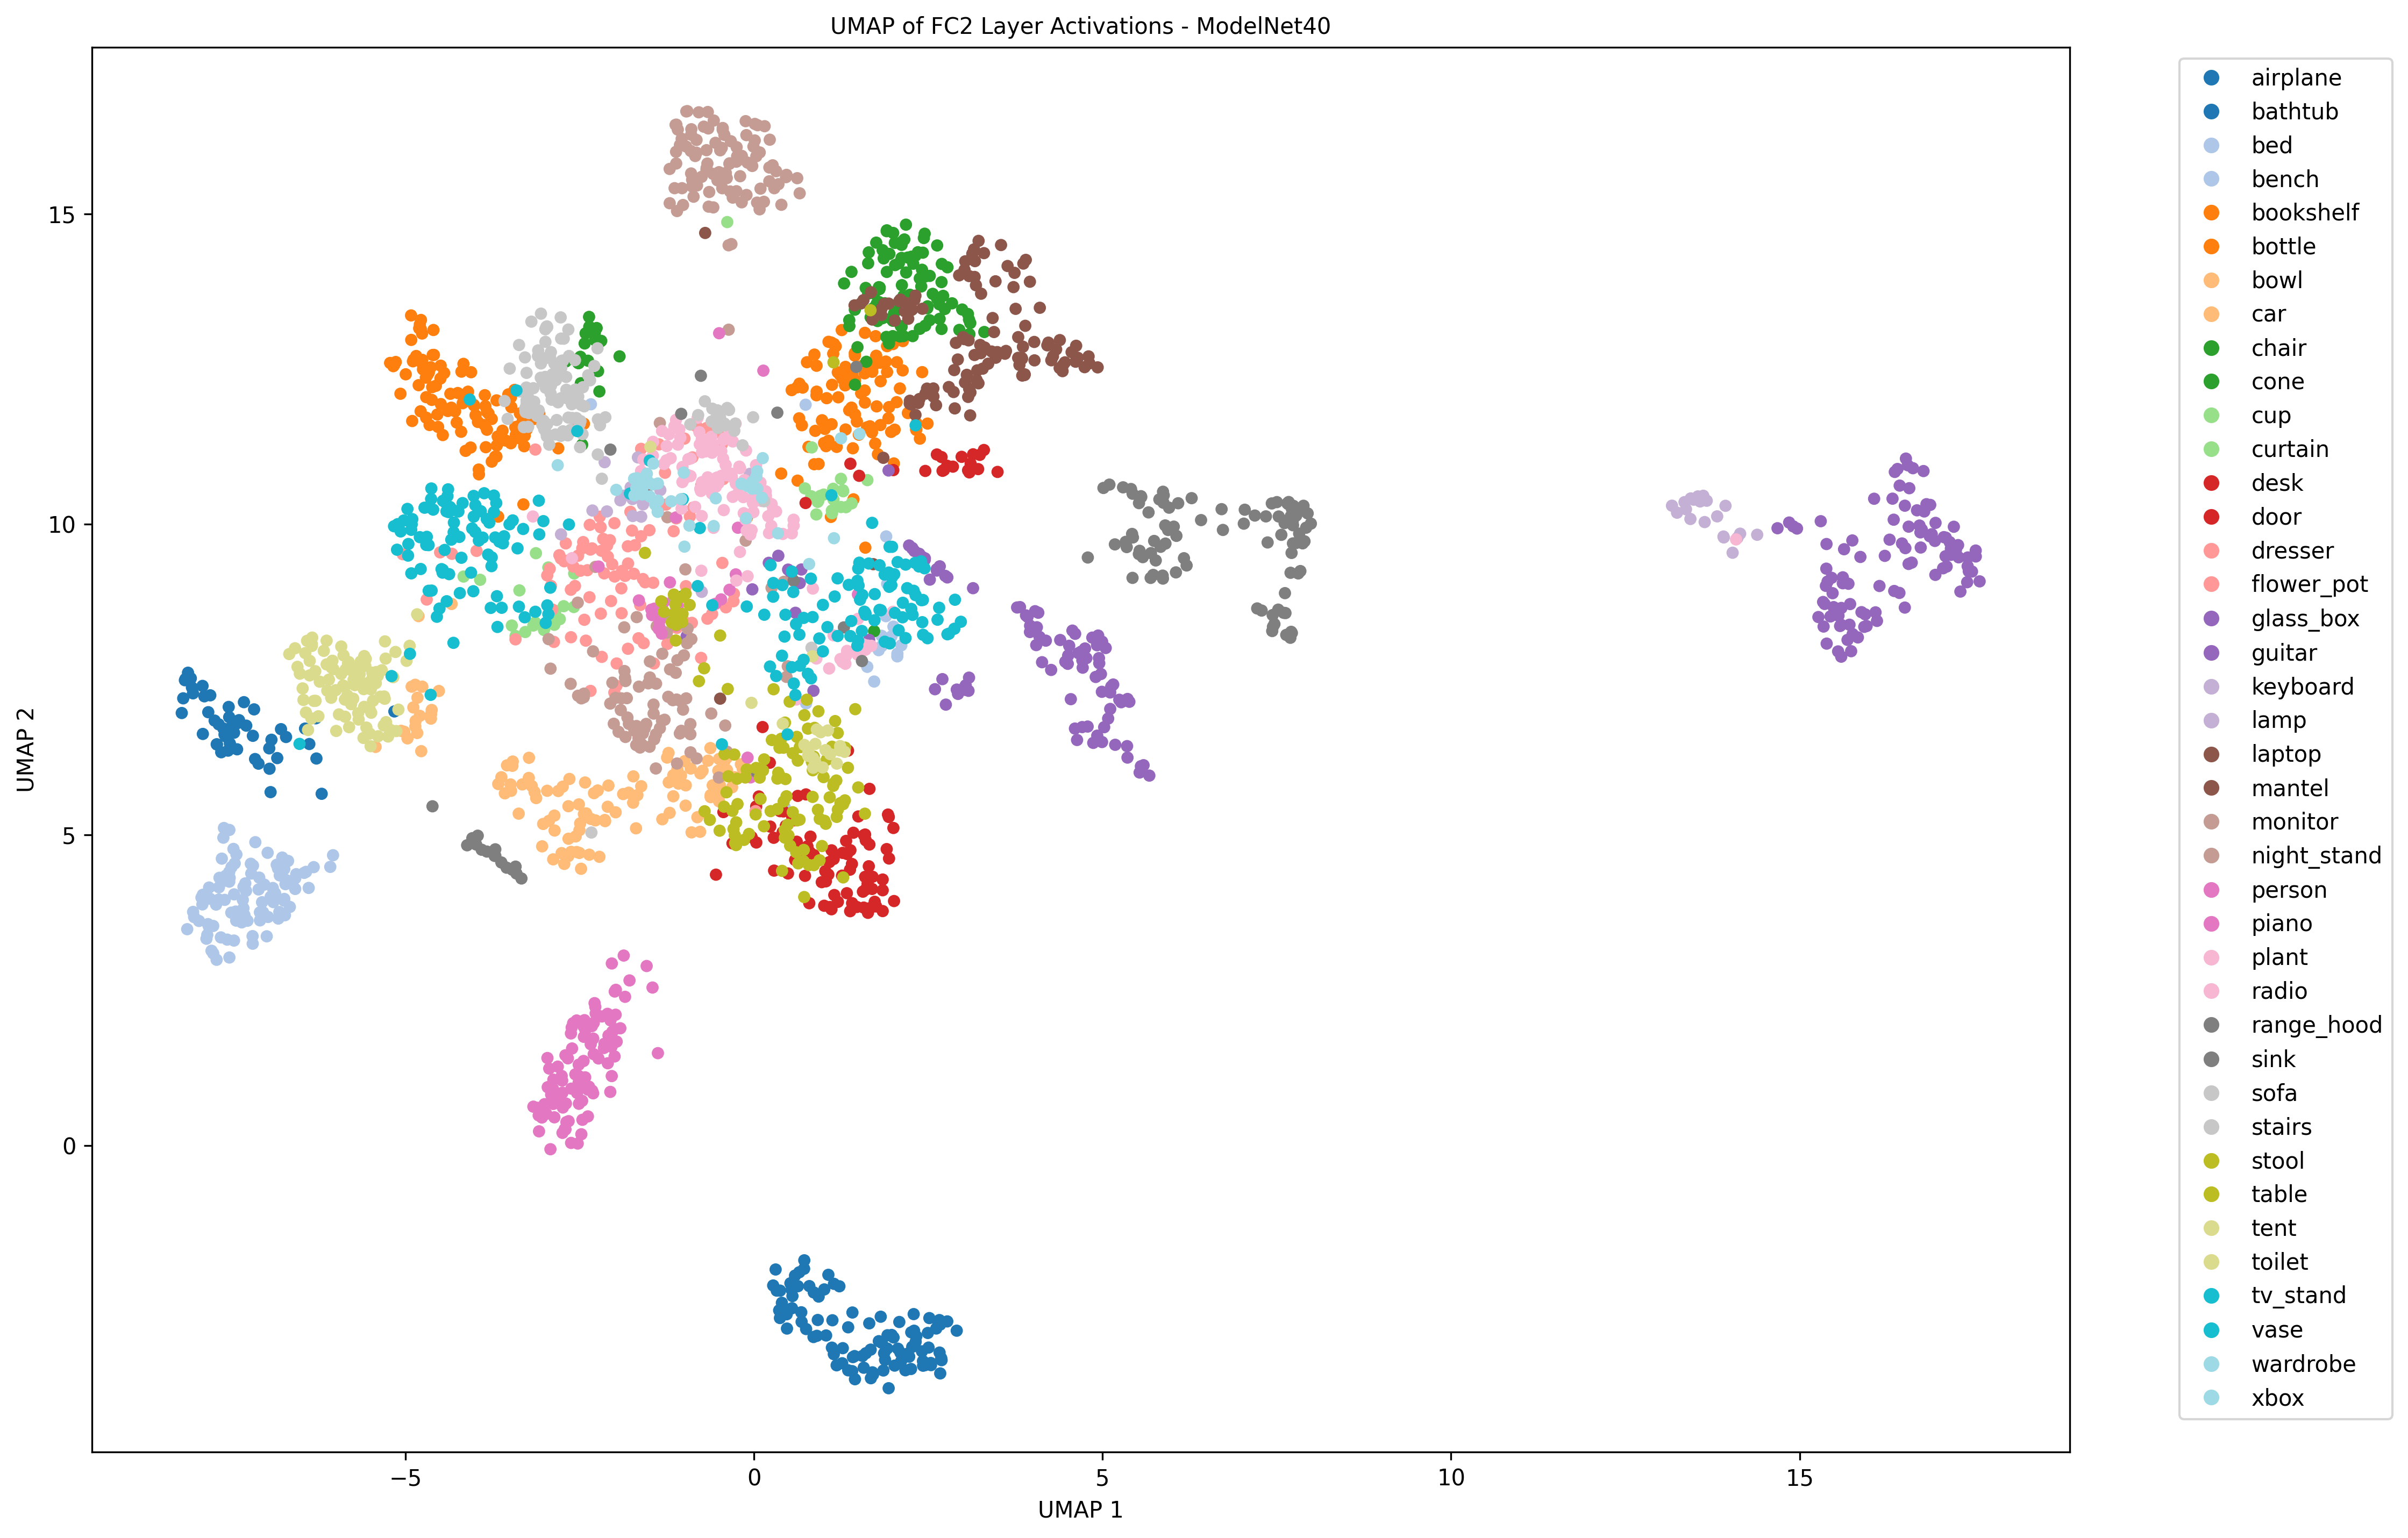 UMAP of FC2 Layer Activations - ModelNet40
15
10
5
0
UMAP 2
−5
0
5
10
15
UMAP 1
airplane
bathtub
bed
bench
bookshelf
bottle
bowl
car
chair
cone
cup
curtain
desk
door
dresser
flower_pot
glass_box
guitar
keyboard
lamp
laptop
mantel
monitor
night_stand
person
piano
plant
radio
range_hood
sink
sofa
stairs
stool
table
tent
toilet
tv_stand
vase
wardrobe
xbox